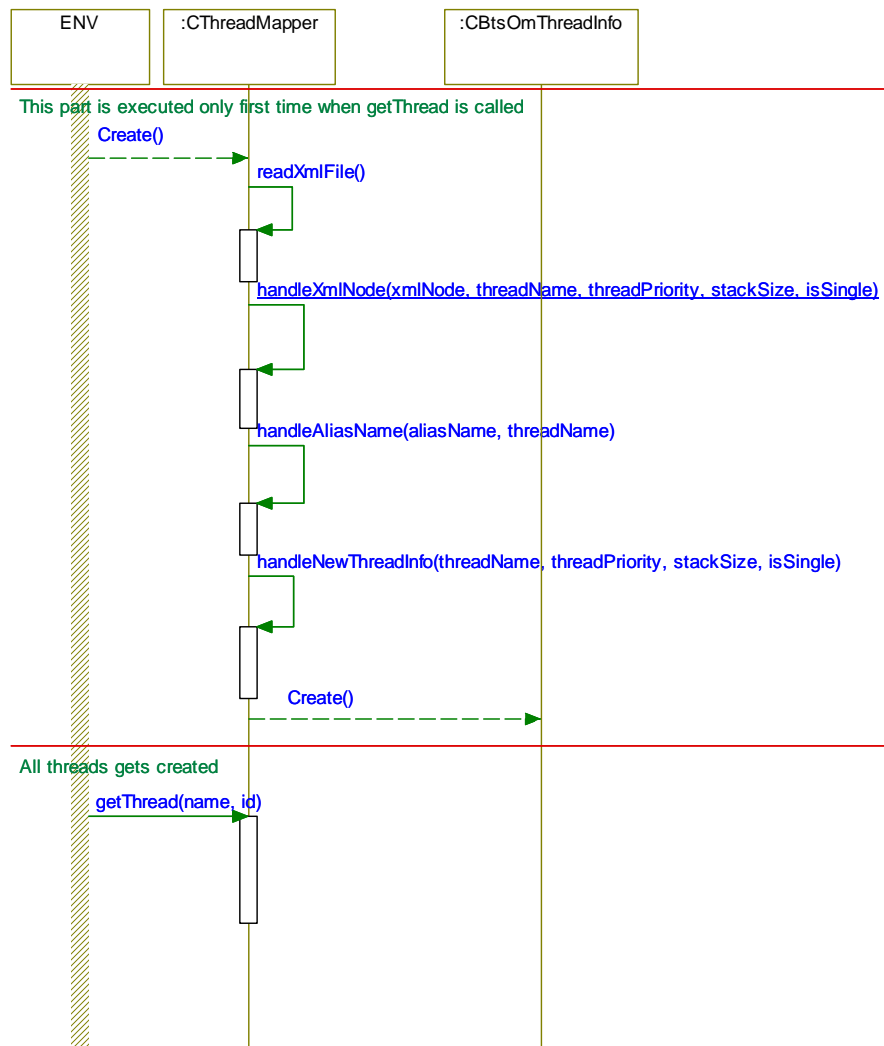 ENV
:CThreadMapper
:CBtsOmThreadInfo
This part is executed only first time when getThread is called
Create()
readXmlFile()
handleXmlNode(xmlNode, threadName, threadPriority, stackSize, isSingle)
handleAliasName(aliasName, threadName)
handleNewThreadInfo(threadName, threadPriority, stackSize, isSingle)
Create()
All threads gets created
getThread(name, id)